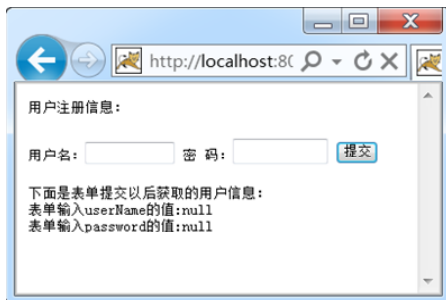 http://localhost:80
用户注册信息:
用户名: 密 码: 提交
下面是表单提交以后获取的用户信息:
表单输入userName的值:null
表单输入password的值:null